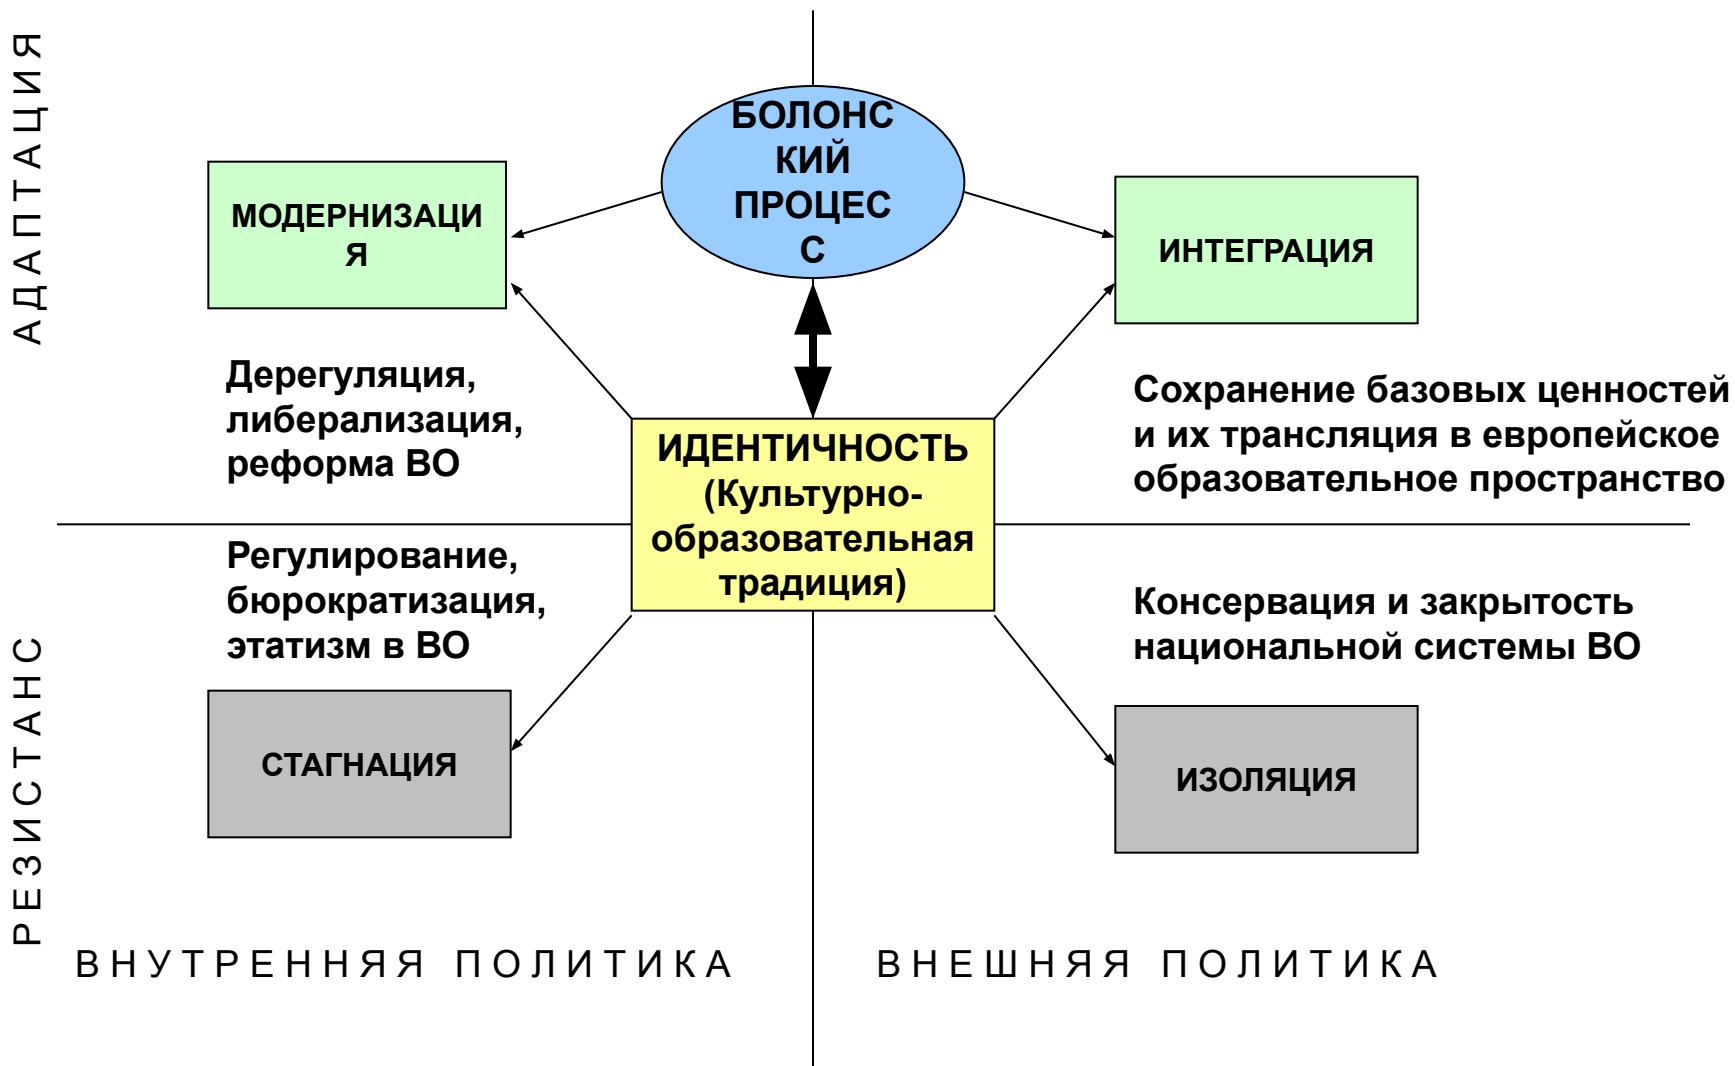 АДАПТАЦИЯ
БОЛОНС
КИЙ
ПРОЦЕС
С
МОДЕРНИЗАЦИ
Я
ИНТЕГРАЦИЯ
Дерегуляция,
либерализация,
реформа ВО
Сохранение базовых ценностей
и их трансляция в европейское
образовательное пространство
ИДЕНТИЧНОСТЬ
(Культурно-
образовательная
традиция)
РЕЗИСТАНС
Регулирование,
бюрократизация,
этатизм в ВО
Консервация и закрытость
национальной системы ВО
СТАГНАЦИЯ
ИЗОЛЯЦИЯ
ВНУТРЕННЯЯ ПОЛИТИКА
ВНЕШНЯЯ ПОЛИТИКА